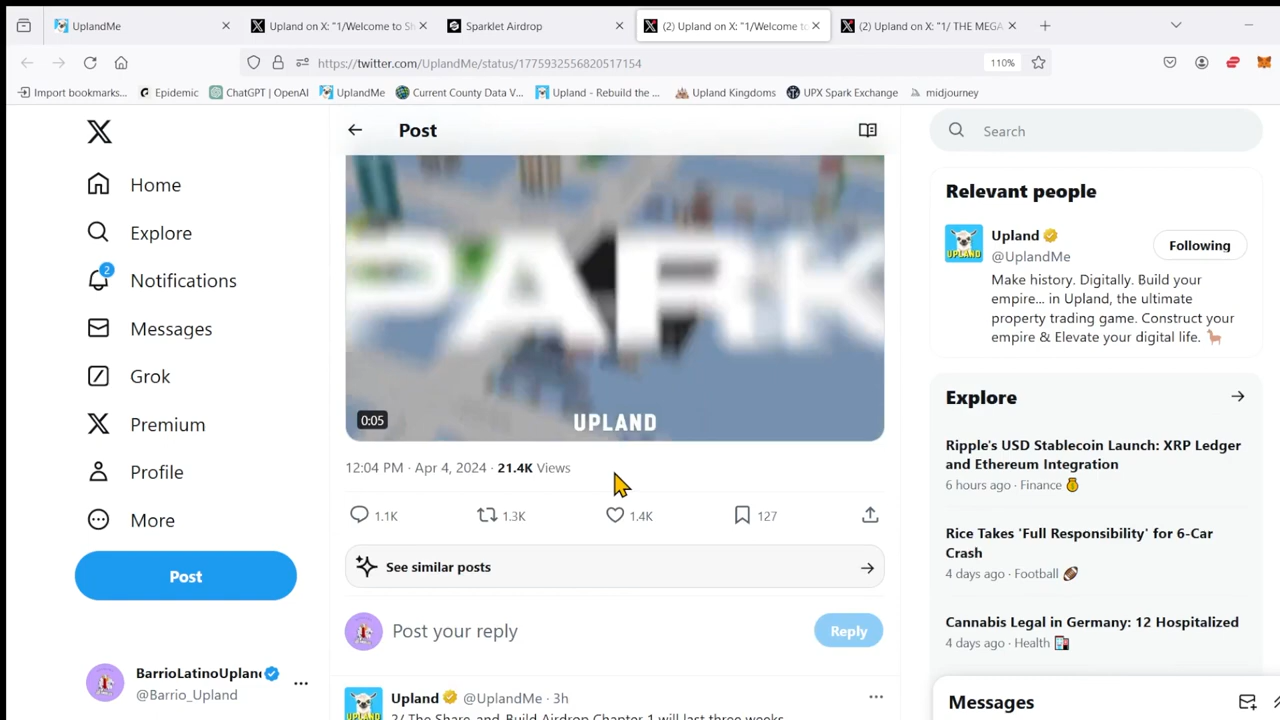 UplandMe
Upland on X: "1/Welcome to Sh
Sparklet Airdrop
(2) Upland on X: "1/Welcome to
(2) Upland on X: "1/ THE MEGA
https://twitter.com/UplandMe/status/1775932556820517154
110%
Import bookmarks...
Epidemic
ChatGPT | OpenAI
UplandMe
Current County Data V...
Upland - Rebuild the ...
Upland Kingdoms
UPX Spark Exchange
midjourney
Home
Explore
2
Notifications
Messages
Grok
Premium
Profile
More
Post
BarrioLatinoUplan
@Barrio_Upland
Post
PARK
0:05
UPLAND
12:04 PM · Apr 4, 2024 · 21.4K Views
1.1K
1.3K
1.4K
127
See similar posts
Post your reply
Reply
UPLAND
Upland @UplandMe · 3h
2/ The Share-and-Build Airdrop Chapter 1 will last three weeks
Search
Relevant people
UPLAND
Upland
@UplandMe
Following
Make history. Digitally. Build your
empire... in Upland, the ultimate
property trading game. Construct your
empire & Elevate your digital life.
Explore
Ripple's USD Stablecoin Launch: XRP Ledger
and Ethereum Integration
6 hours ago · Finance
Rice Takes 'Full Responsibility' for 6-Car
Crash
4 days ago · Football
Cannabis Legal in Germany: 12 Hospitalized
4 days ago · Health
Messages